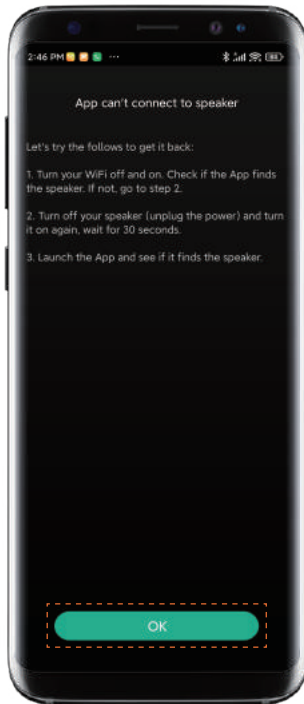 2:46 PM
App can't connect to speaker
Let's try the follows to get it back:
1. Turn your WiFi off and on. Check if the App finds
the speaker. If not, go to step 2.
2. Turn off your speaker (unplug the power) and turn
it on again, wait for 30 seconds.
3. Launch the App and see if it finds the speaker.
OK